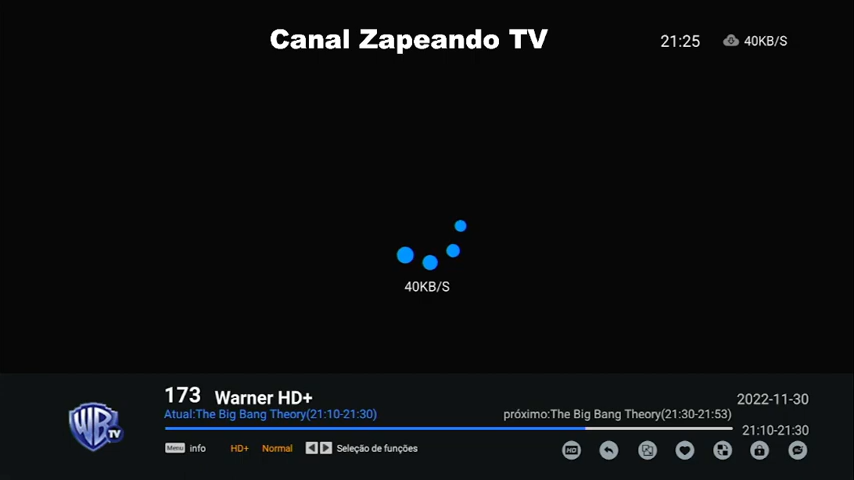 Canal Zapeando TV
21:25
40KB/S
40KB/S
WB TV
173 Warner HD+
2022-11-30
Atual:The Big Bang Theory(21:10-21:30)
próximo:The Big Bang Theory(21:30-21:53)
21:10-21:30
Menu info HD+ Normal Seleção de funções
HD